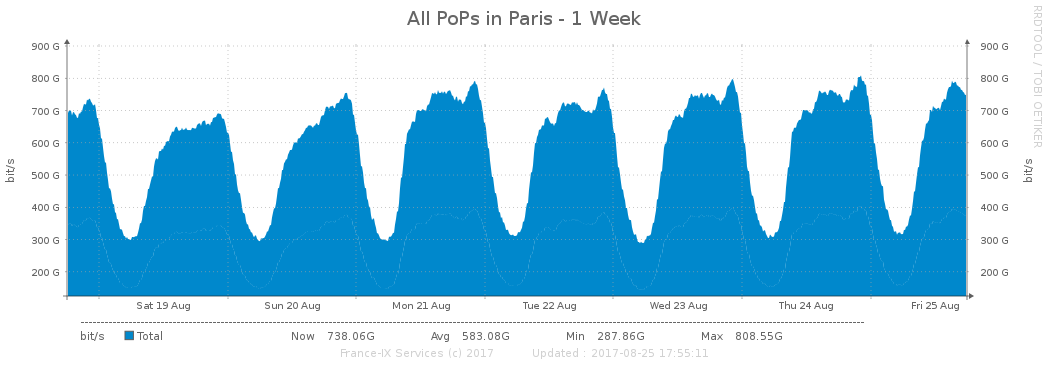 All PoPs in Paris - 1 Week
RRDTOOL / TOBI OETIKER
900 G 900 G
800 G 800 G
700 G 700 G
600 G 600 G
500 G 500 G
400 G 400 G
300 G 300 G
200 G 200 G
bit/s bit/s
Sat 19 Aug Sun 20 Aug Mon 21 Aug Tue 22 Aug Wed 23 Aug Thu 24 Aug Fri 25 Aug
bit/s Total Now 738.06G Avg 583.08G Min 287.86G Max 808.55G
France-IX Services (c) 2017 Updated : 2017-08-25 17:55:11